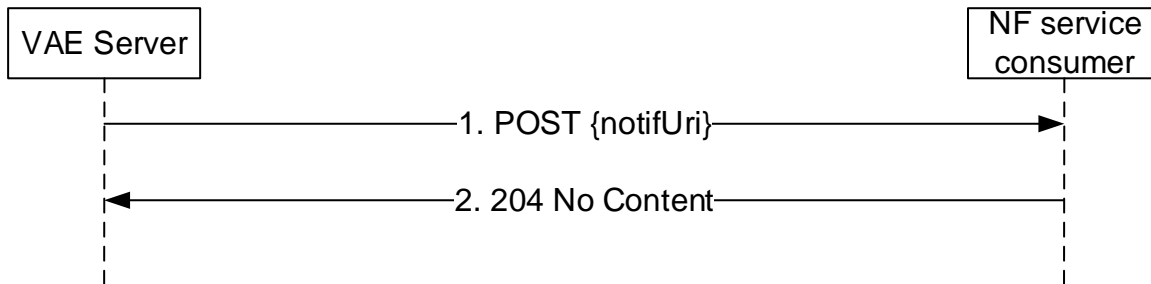 VAE Server
NF service
consumer
1. POST {notifUri}
2. 204 No Content